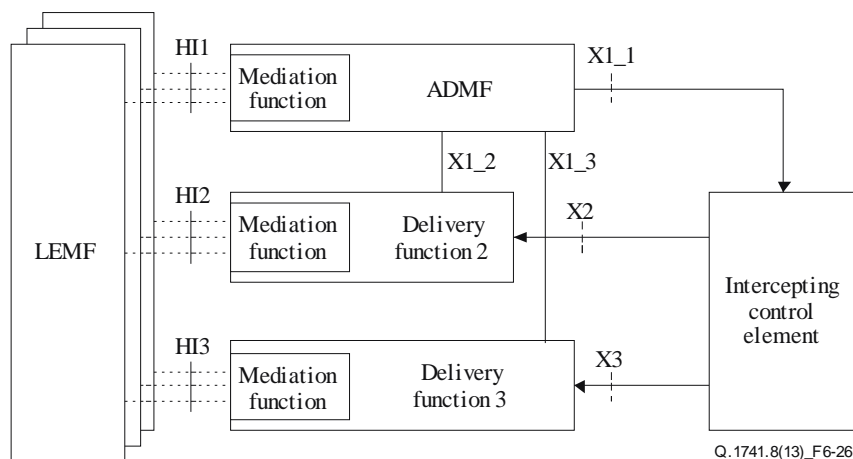 HI1
Mediation
function
ADMF
X1_1
X1_2
X1_3
HI2
Mediation
function
Delivery
function 2
X2
LEMF
Intercepting
control
element
HI3
Mediation
function
Delivery
function 3
X3
Q.1741.8(13)_F6-26